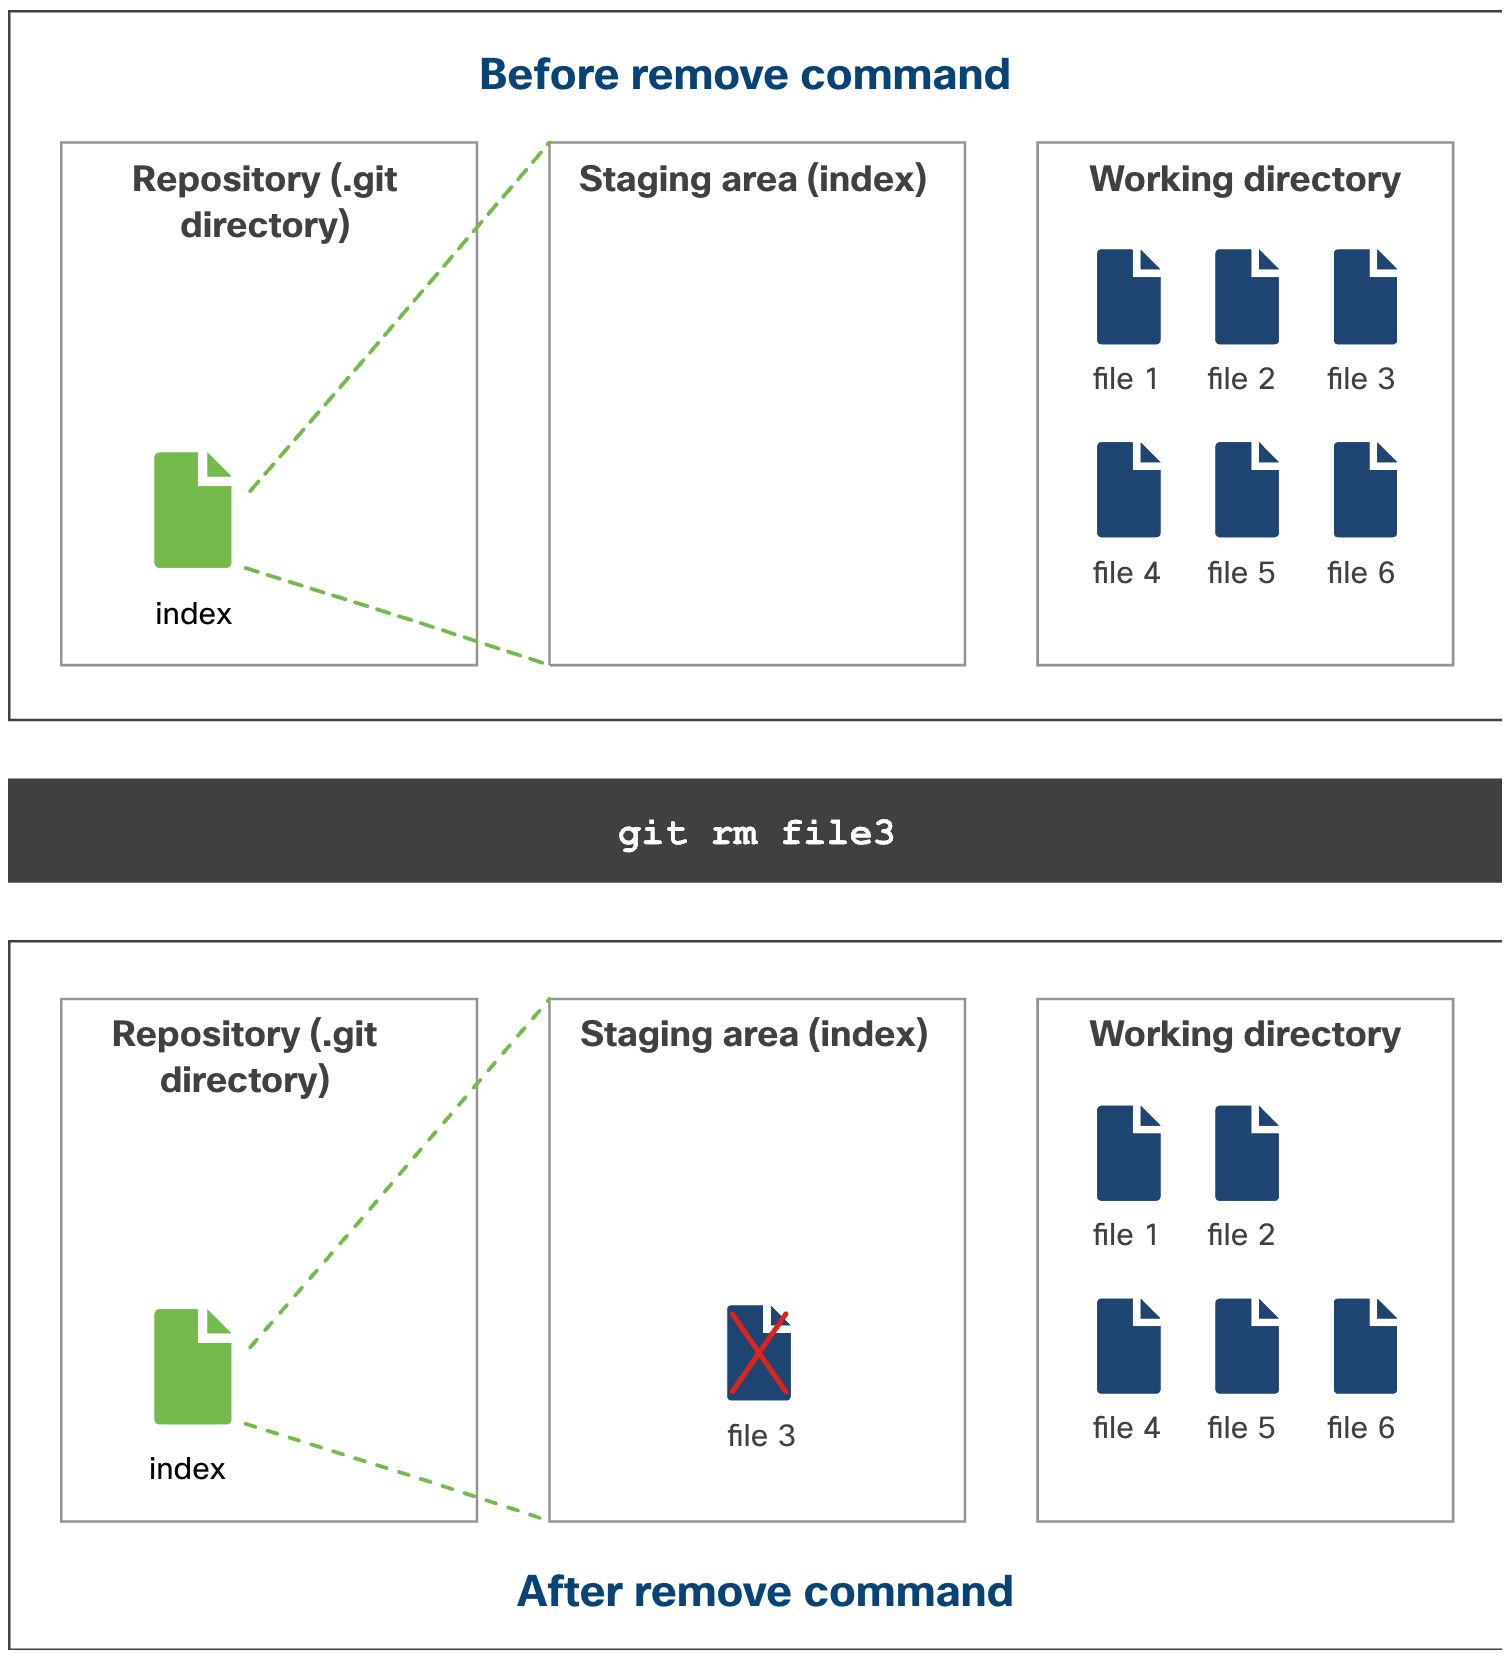 Before remove command
Repository (.git
directory)
index
Staging area (index)
Working directory
file 1 file 2 file 3
file 4 file 5 file 6
git rm file3
Repository (.git
directory)
index
Staging area (index)
file 3
Working directory
file 1 file 2
file 4 file 5 file 6
After remove command